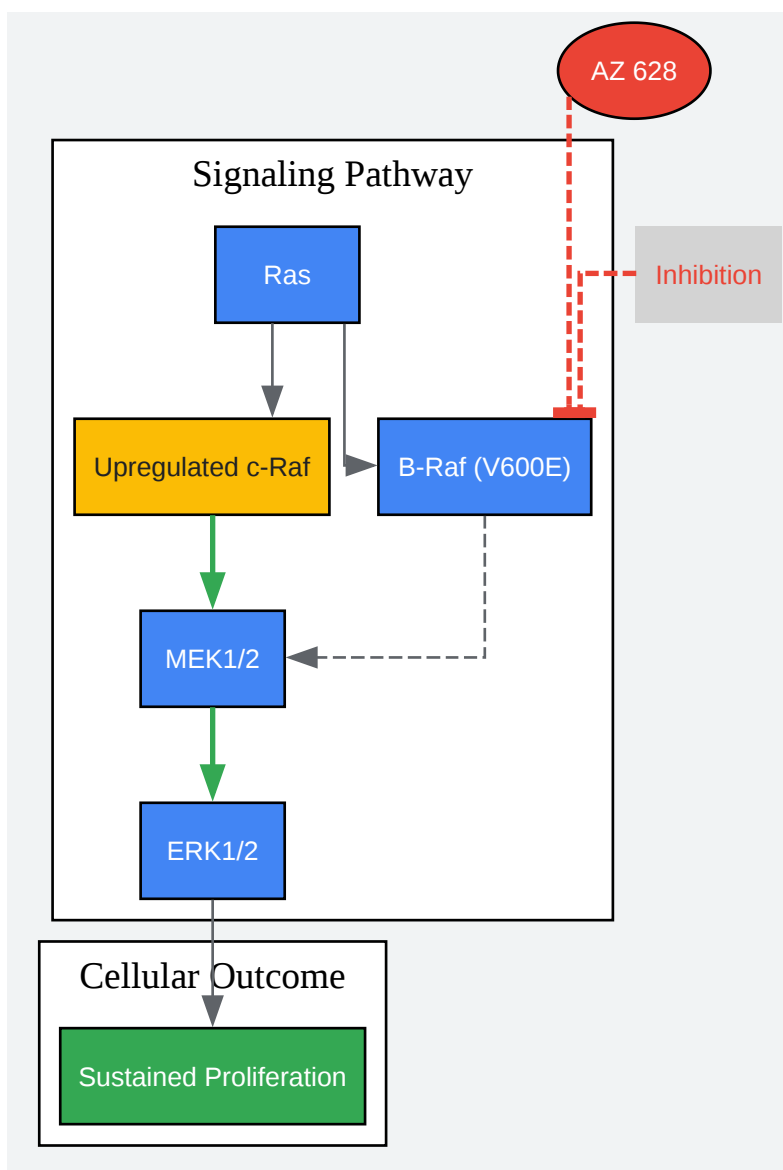 AZ 628
Signaling Pathway
Ras
Inhibition
Upregulated c-Raf
B-Raf (V600E)
MEK1/2
ERK1/2
Cellular Outcome
Sustained Proliferation